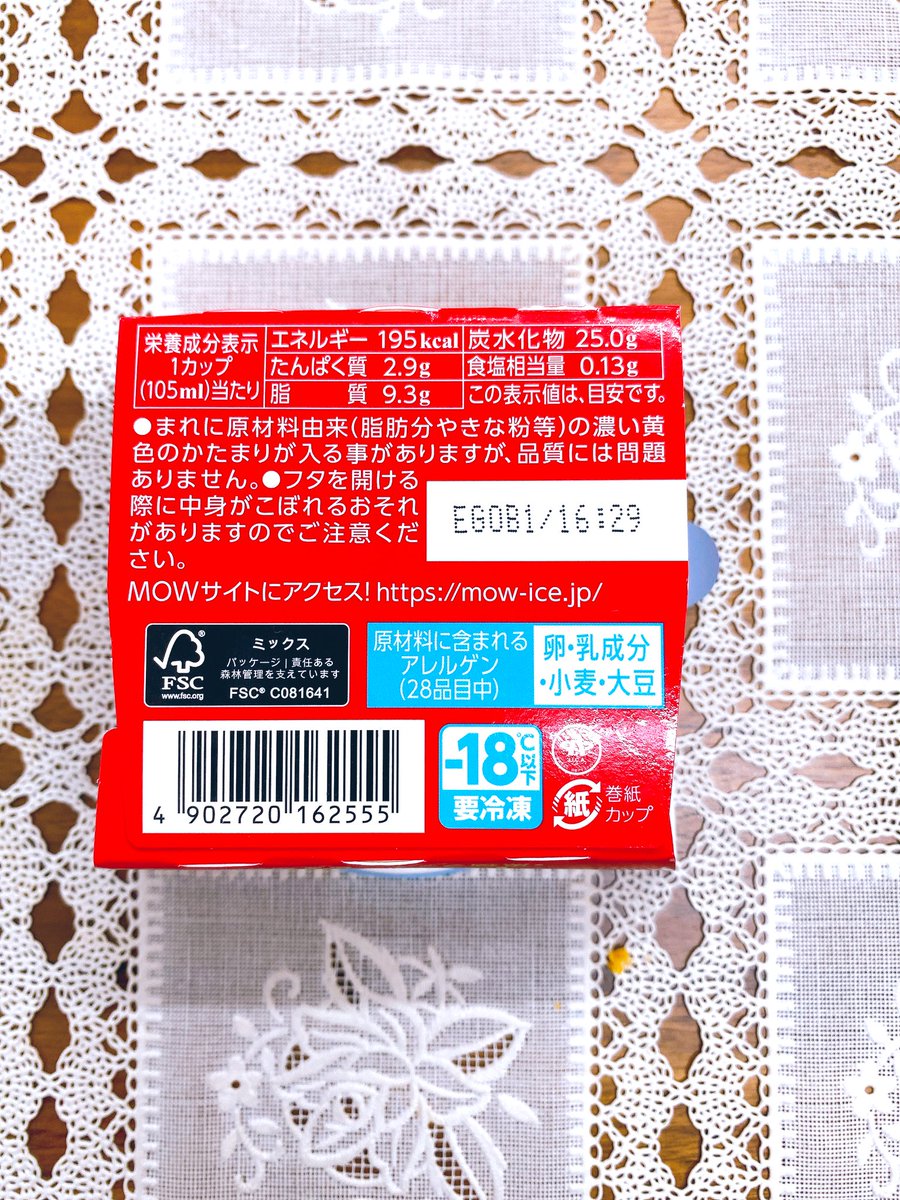 栄養成分表示
1カップ
(105ml)当たり
エネルギー 195kcal 炭水化物 25.0g
たんぱく質 2.9g 食塩相当量 0.13g
脂質 9.3g この表示値は、目安です。
●まれに原材料由来(脂肪分やきな粉等)の濃い黄
色のかたまりが入る事がありますが、品質には問題
ありません。●フタを開ける
際に中身がこぼれるおそれ
がありますのでご注意くだ
さい。
EGOB1/16:29
MOWサイトにアクセス! https://mow-ice.jp/
FSC®
www.fsc.org
ミックス
パッケージ|責任ある
森林管理を支えています
FSC® C081641
原材料に含まれる
アレルゲン
(28品目中)
卵・乳成分
・小麦・大豆
4 902720 162555
-18℃以下
要冷凍
紙
巻紙
カップ